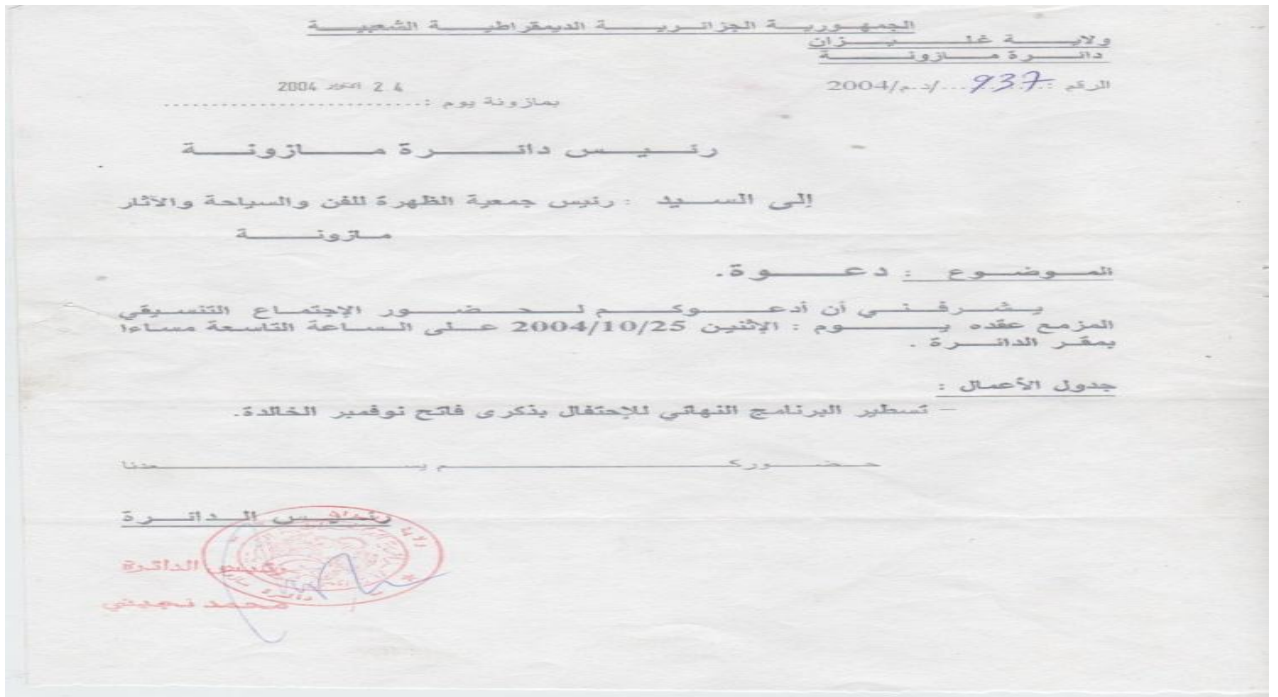 الجمهورية الجزائرية الديمقراطية الشعبية
ولاية غليزان
دائرة مازونة
الرقم : 937 /د.م/2004
بمازونة يوم : 24 اكتوبر 2004
رئيس دائرة مازونة
إلى السيد : رئيس جمعية الظهرة للفن والسياحة والآثار
مازونة
الموضوع : دعوة.
يشرفني أن أدعوكم لحضور الإجتماع التنسيقي
المزمع عقده يوم : الإثنين 2004/10/25 على الساعة التاسعة مساءا
بمقر الدائرة .
جدول الأعمال :
– تسطير البرنامج النهائي للإحتفال بذكرى فاتح نوفمبر الخالدة.
حضوركم يسعدنا
رئيس الدائرة
رئيس الدائرة
محمد